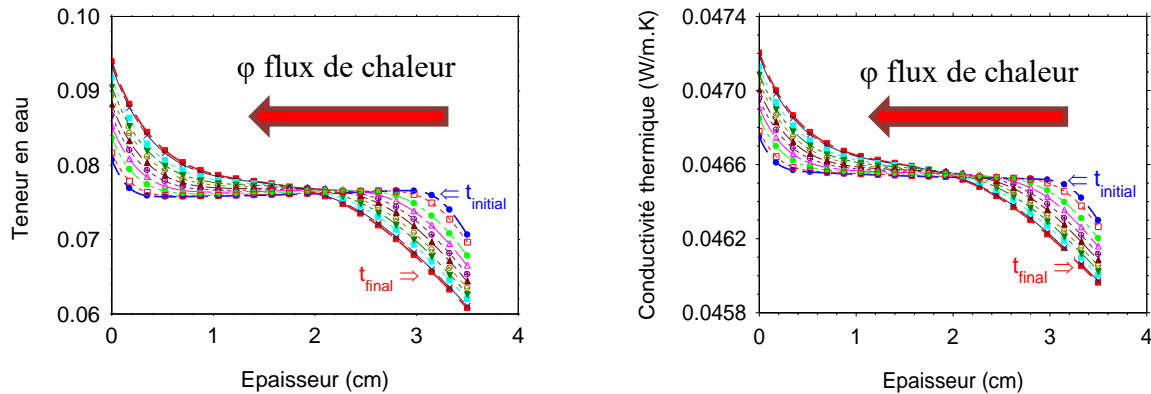 0.10
0.09
0.08
0.07
0.06
Teneur en eau
φ flux de chaleur
⇐ t initial
t final ⇒
0 1 2 3 4
Epaisseur (cm)
0.0474
0.0470
0.0466
0.0462
0.0458
Conductivité thermique (W/m.K)
φ flux de chaleur
⇐ t initial
t final ⇒
0 1 2 3 4
Epaisseur (cm)